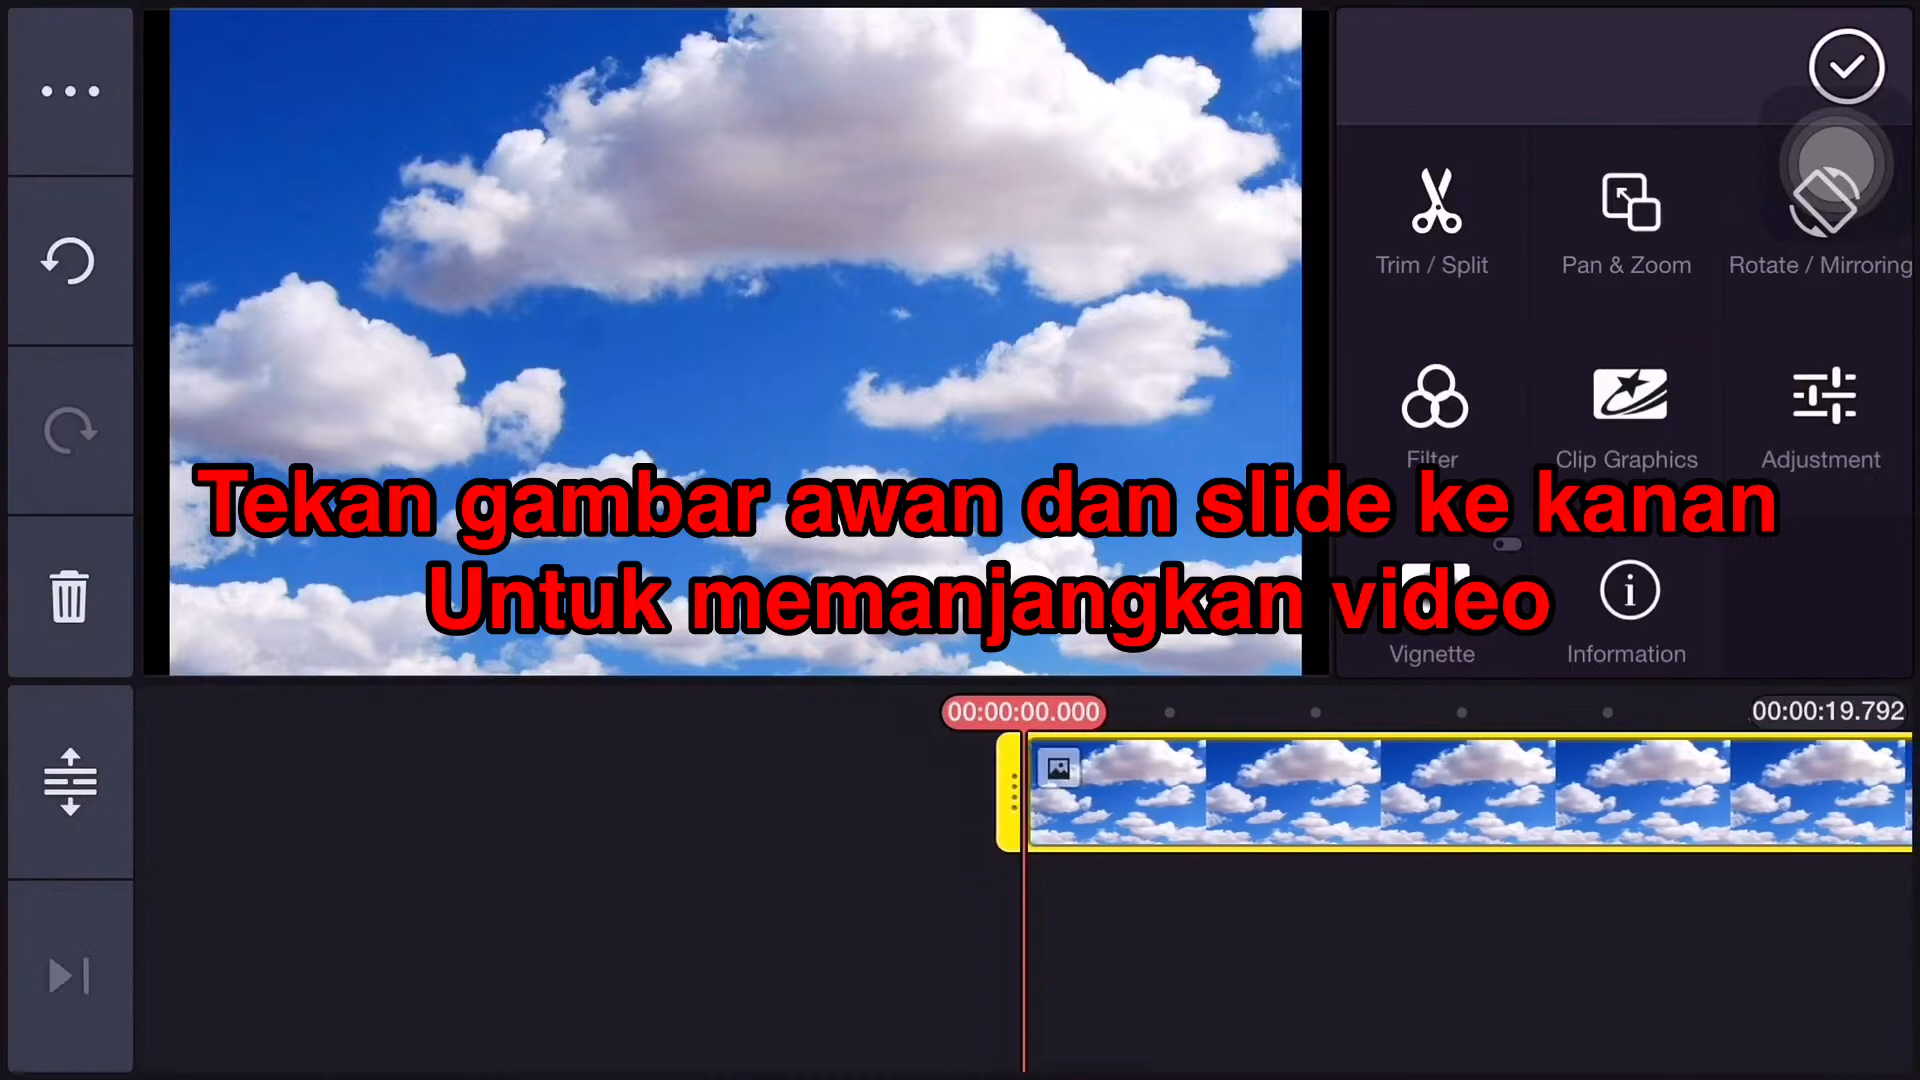 Trim / Split
Pan & Zoom
Rotate / Mirroring
Filter
Clip Graphics
Adjustment
Tekan gambar awan dan slide ke kanan
Untuk memanjangkan video
Vignette
Information
00:00:00.000
00:00:19.792